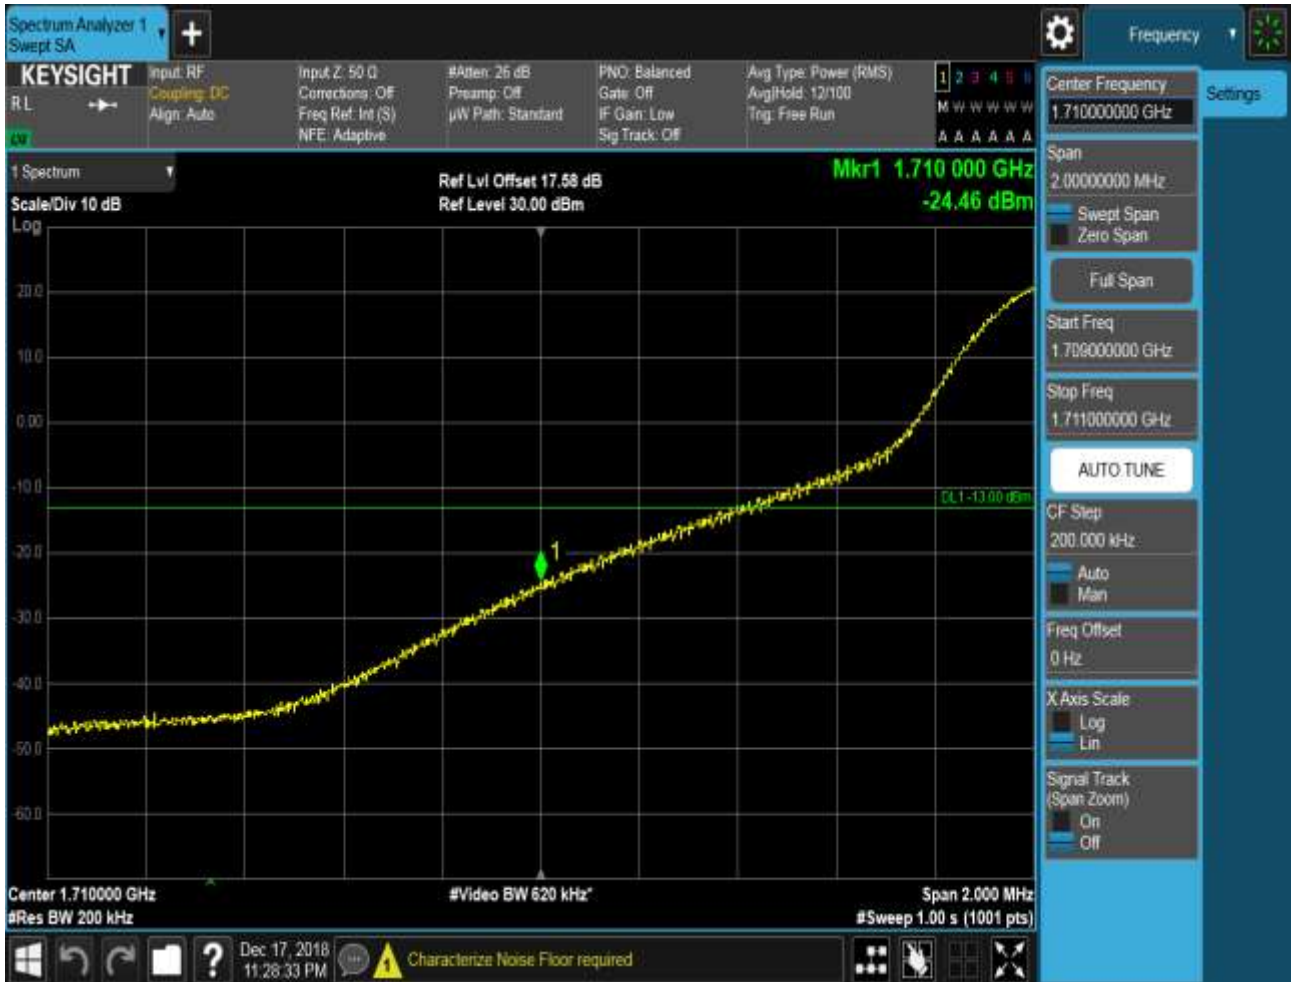 Spectrum Analyzer 1
Swept SA
+
Frequency
KEYSIGHT
RL
LW
Input: RF
Coupling: DC
Align: Auto
Input Z: 50 Ω
Corrections: Off
Freq Ref: Int (S)
NFE: Adaptive
#Atten: 26 dB
Preamp: Off
µW Path: Standard
PNO: Balanced
Gate: Off
IF Gain: Low
Sig Track: Off
Avg Type: Power (RMS)
Avg|Hold: 12/100
Trig: Free Run
1 2 3 4 5 6
M W W W W W
A A A A A A
Center Frequency
1.710000000 GHz
Settings
Span
2.00000000 MHz
Swept Span
Zero Span
Full Span
Start Freq
1.709000000 GHz
Stop Freq
1.711000000 GHz
AUTO TUNE
CF Step
200.000 kHz
Auto
Man
Freq Offset
0 Hz
X Axis Scale
Log
Lin
Signal Track
(Span Zoom)
On
Off
1 Spectrum
Scale/Div 10 dB
Log
Ref Lvl Offset 17.58 dB
Ref Level 30.00 dBm
Mkr1 1.710 000 GHz
-24.46 dBm
20.0
10.0
0.00
-10.0
DL1 -13.00 dBm
-20.0
1
-30.0
-40.0
-50.0
-60.0
Center 1.710000 GHz
#Video BW 620 kHz*
Span 2.000 MHz
#Res BW 200 kHz
#Sweep 1.00 s (1001 pts)
?
Dec 17, 2018
11:28:33 PM
1
Characterize Noise Floor required